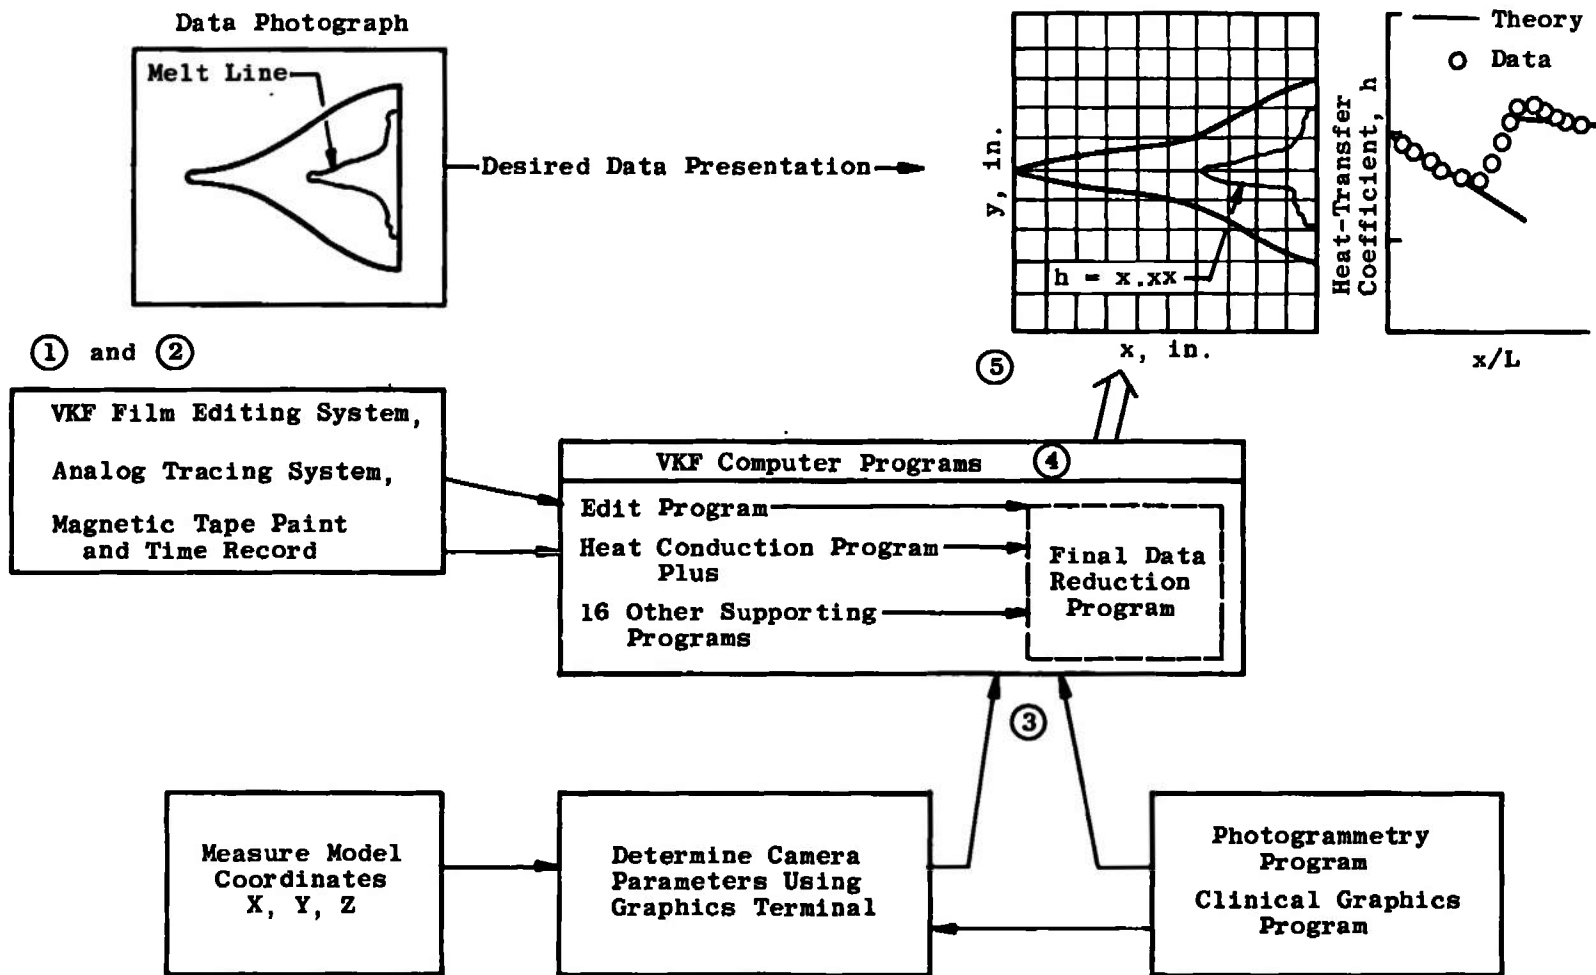 Data Photograph
Melt Line
Desired Data Presentation
y, in.
h = x.xx
x, in.
Heat-Transfer
Coefficient, h
Theory
Data
x/L
1 and 2
VKF Film Editing System,
Analog Tracing System,
Magnetic Tape Paint
and Time Record
5
VKF Computer Programs 4
Edit Program
Heat Conduction Program
Plus
16 Other Supporting
Programs
Final Data
Reduction
Program
3
Measure Model
Coordinates
X, Y, Z
Determine Camera
Parameters Using
Graphics Terminal
Photogrammetry
Program
Clinical Graphics
Program